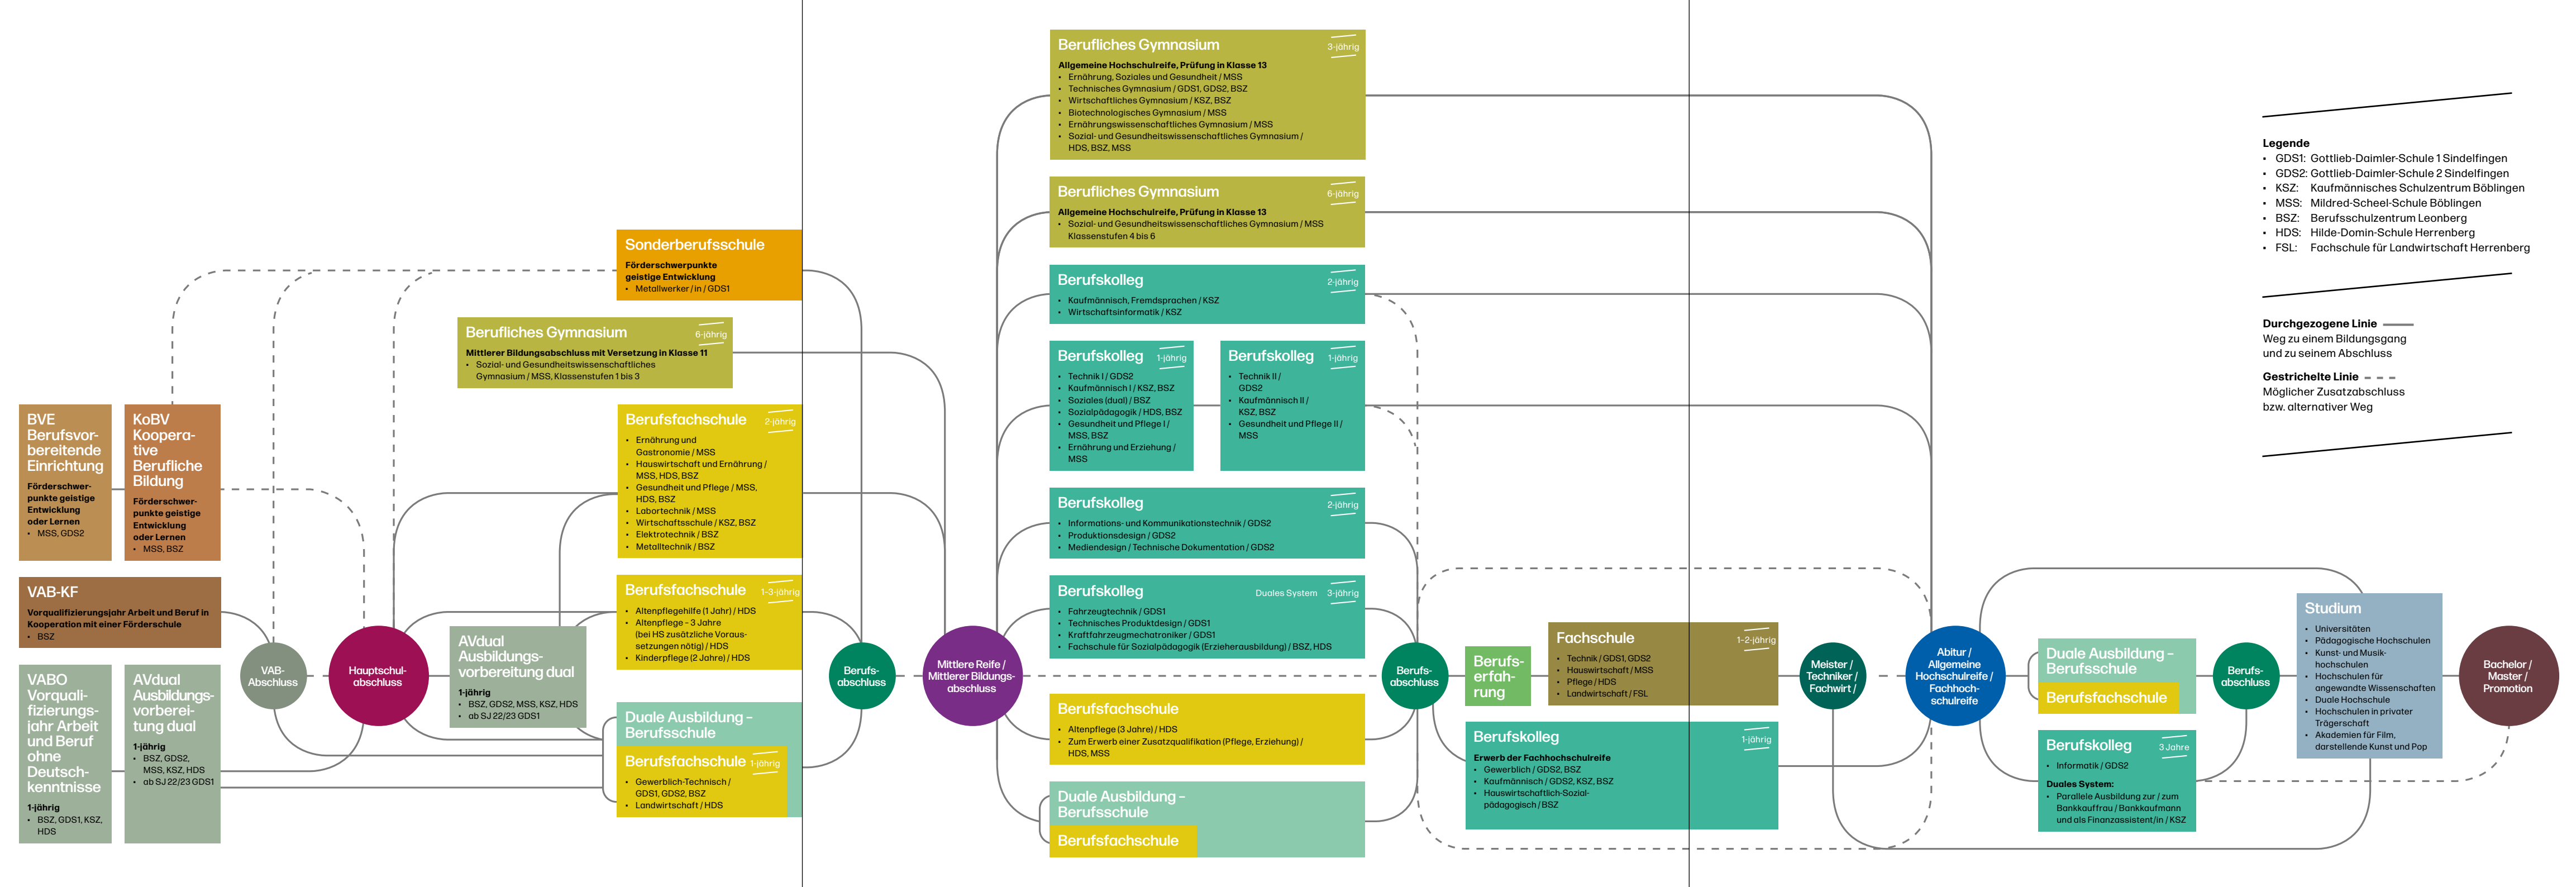 BVE
Berufsvor-
bereitende
Einrichtung
Förderschwer-
punkte geistige
Entwicklung
oder Lernen
• MSS, GDS2
KoBV
Koopera-
tive
Berufliche
Bildung
Förderschwer-
punkte geistige
Entwicklung
oder Lernen
• MSS, BSZ
VAB-KF
Vorqualifizierungsjahr Arbeit und Beruf in
Kooperation mit einer Förderschule
• BSZ
VABO
Vorquali-
fizierungs-
jahr Arbeit
und Beruf
ohne
Deutsch-
kenntnisse
1-jährig
• BSZ, GDS1, KSZ,
HDS
AVdual
Ausbildungs-
vorberei-
tung dual
1-jährig
• BSZ, GDS2,
MSS, KSZ, HDS
• ab SJ 22/23 GDS1
VAB-
Abschluss
Hauptschul-
abschluss
AVdual
Ausbildungs-
vorbereitung dual
1-jährig
• BSZ, GDS2, MSS, KSZ, HDS
• ab SJ 22/23 GDS1
Sonderberufsschule
Förderschwerpunkte
geistige Entwicklung
• Metallwerker / in / GDS1
Berufliches Gymnasium
6-jährig
Mittlerer Bildungsabschluss mit Versetzung in Klasse 11
• Sozial- und Gesundheitswissenschaftliches
Gymnasium / MSS, Klassenstufen 1 bis 3
Berufsfachschule
2-jährig
• Ernährung und
Gastronomie / MSS
• Hauswirtschaft und Ernährung /
MSS, HDS, BSZ
• Gesundheit und Pflege / MSS,
HDS, BSZ
• Labortechnik / MSS
• Wirtschaftsschule / KSZ, BSZ
• Elektrotechnik / BSZ
• Metalltechnik / BSZ
Berufsfachschule
1-3-jährig
• Altenpflegehilfe (1 Jahr) / HDS
• Altenpflege – 3 Jahre
(bei HS zusätzliche Voraus-
setzungen nötig) / HDS
• Kinderpflege (2 Jahre) / HDS
Duale Ausbildung –
Berufsschule
Berufsfachschule
1-jährig
• Gewerblich-Technisch /
GDS1, GDS2, BSZ
• Landwirtschaft / HDS
Berufs-
abschluss
Mittlere Reife /
Mittlerer Bildungs-
abschluss
Berufliches Gymnasium
3-jährig
Allgemeine Hochschulreife, Prüfung in Klasse 13
• Ernährung, Soziales und Gesundheit / MSS
• Technisches Gymnasium / GDS1, GDS2, BSZ
• Wirtschaftliches Gymnasium / KSZ, BSZ
• Biotechnologisches Gymnasium / MSS
• Ernährungswissenschaftliches Gymnasium / MSS
• Sozial- und Gesundheitswissenschaftliches Gymnasium /
HDS, BSZ, MSS
Berufliches Gymnasium
6-jährig
Allgemeine Hochschulreife, Prüfung in Klasse 13
• Sozial- und Gesundheitswissenschaftliches Gymnasium / MSS
Klassenstufen 4 bis 6
Berufskolleg
2-jährig
• Kaufmännisch, Fremdsprachen / KSZ
• Wirtschaftsinformatik / KSZ
Berufskolleg
1-jährig
• Technik I / GDS2
• Kaufmännisch I / KSZ, BSZ
• Soziales (dual) / BSZ
• Sozialpädagogik / HDS, BSZ
• Gesundheit und Pflege I /
MSS, BSZ
• Ernährung und Erziehung /
MSS
Berufskolleg
1-jährig
• Technik II /
GDS2
• Kaufmännisch II /
KSZ, BSZ
• Gesundheit und Pflege II /
MSS
Berufskolleg
2-jährig
• Informations- und Kommunikationstechnik / GDS2
• Produktionsdesign / GDS2
• Mediendesign / Technische Dokumentation / GDS2
Berufskolleg
Duales System 3-jährig
• Fahrzeugtechnik / GDS1
• Technisches Produktdesign / GDS1
• Kraftfahrzeugmechatroniker / GDS1
• Fachschule für Sozialpädagogik (Erzieherausbildung) / BSZ, HDS
Berufsfachschule
• Altenpflege (3 Jahre) / HDS
• Zum Erwerb einer Zusatzqualifikation (Pflege, Erziehung) /
HDS, MSS
Duale Ausbildung –
Berufsschule
Berufsfachschule
Berufs-
abschluss
Berufs-
erfah-
rung
Fachschule
1-2-jährig
• Technik / GDS1, GDS2
• Hauswirtschaft / MSS
• Pflege / HDS
• Landwirtschaft / FSL
Berufskolleg
1-jährig
Erwerb der Fachhochschulreife
• Gewerblich / GDS2, BSZ
• Kaufmännisch / GDS2, KSZ, BSZ
• Hauswirtschaftlich-Sozial-
pädagogisch / BSZ
Meister /
Techniker /
Fachwirt /
Abitur /
Allgemeine
Hochschulreife /
Fachhoch-
schulreife
Duale Ausbildung –
Berufsschule
Berufsfachschule
Berufskolleg
3 Jahre
• Informatik / GDS2
Duales System:
• Parallele Ausbildung zur / zum
Bankkauffrau / Bankkaufmann
und als Finanzassistent/in / KSZ
Berufs-
abschluss
Studium
• Universitäten
• Pädagogische Hochschulen
• Kunst- und Musik-
hochschulen
• Hochschulen für
angewandte Wissenschaften
• Duale Hochschule
• Hochschulen in privater
Trägerschaft
• Akademien für Film,
darstellende Kunst und Pop
Bachelor /
Master /
Promotion
Legende
• GDS1: Gottlieb-Daimler-Schule 1 Sindelfingen
• GDS2: Gottlieb-Daimler-Schule 2 Sindelfingen
• KSZ: Kaufmännisches Schulzentrum Böblingen
• MSS: Mildred-Scheel-Schule Böblingen
• BSZ: Berufsschulzentrum Leonberg
• HDS: Hilde-Domin-Schule Herrenberg
• FSL: Fachschule für Landwirtschaft Herrenberg
Durchgezogene Linie
Weg zu einem Bildungsgang
und zu seinem Abschluss
Gestrichelte Linie
Möglicher Zusatzabschluss
bzw. alternativer Weg